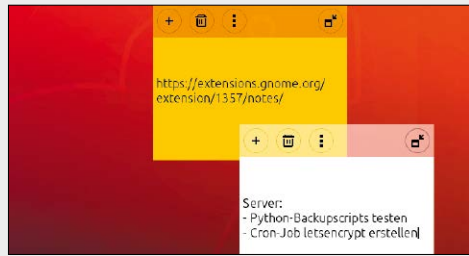 https://extensions.gnome.org/
extension/1357/notes/
Server:
- Python-Backupscripts testen
- Cron-Job letsencrypt erstellen